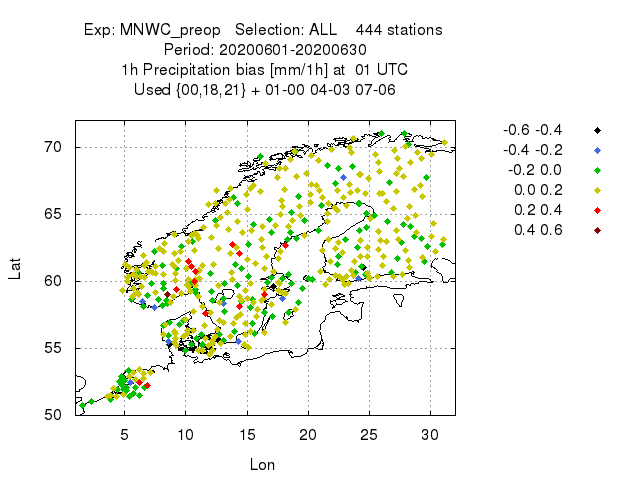 Exp: MNWC_preop   Selection: ALL    444 stations
Period: 20200601-20200630
1h Precipitation bias [mm/1h] at  01 UTC
Used {00,18,21} + 01-00 04-03 07-06
-0.6 -0.4
-0.4 -0.2
-0.2 0.0
0.0 0.2
0.2 0.4
0.4 0.6
Lat
70
65
60
55
50
5 10 15 20 25 30
Lon